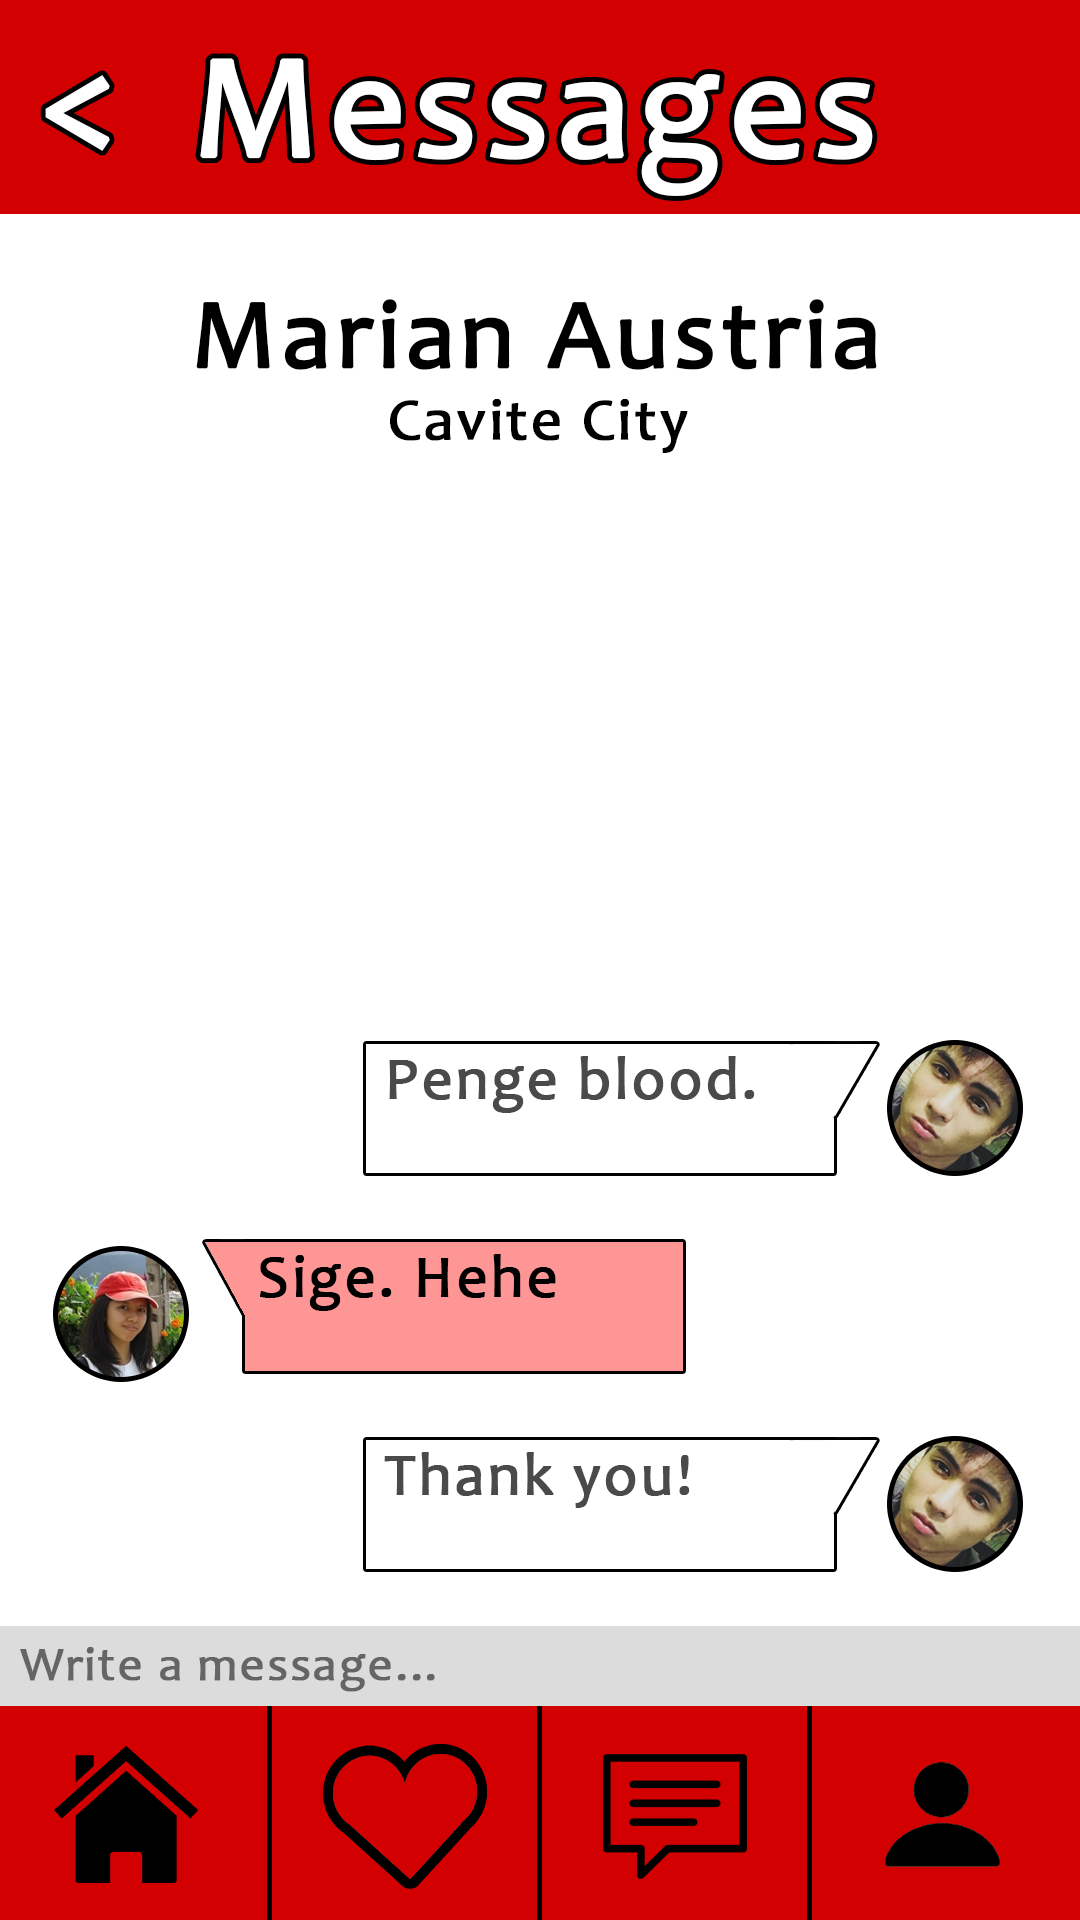 < Messages
Marian Austria
Cavite City
Penge blood.
Sige. Hehe
Thank you!
Write a message...